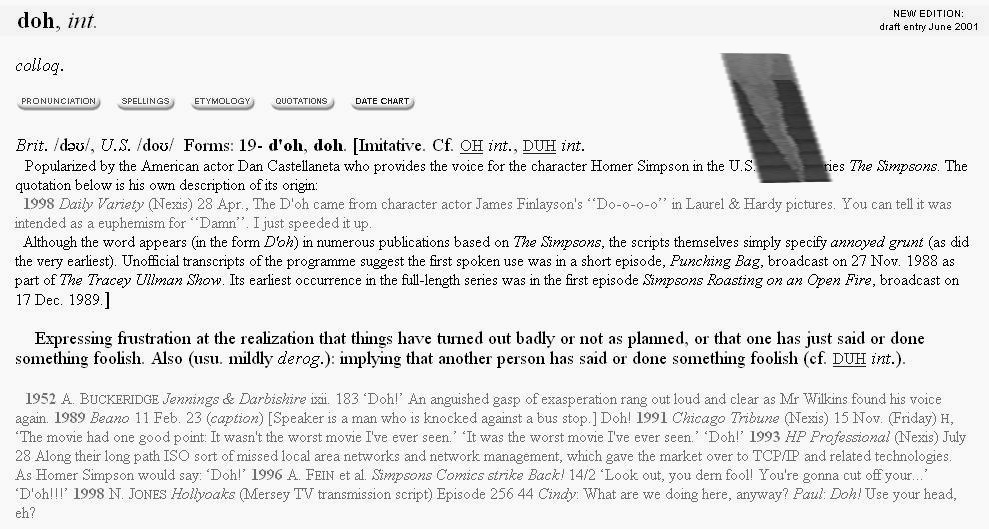 doh, int.
NEW EDITION:
draft entry June 2001
colloq.
PRONUNCIATION SPELLINGS ETYMOLOGY QUOTATIONS DATE CHART
Brit. /dəʊ/, U.S. /doʊ/ Forms: 19- d'oh, doh. [Imitative. Cf. OH int., DUH int.
Popularized by the American actor Dan Castellaneta who provides the voice for the character Homer Simpson in the U.S. ries The Simpsons. The
quotation below is his own description of its origin:
1998 Daily Variety (Nexis) 28 Apr., The D'oh came from character actor James Finlayson's ‘‘Do-o-o-o’’ in Laurel & Hardy pictures. You can tell it was
intended as a euphemism for ‘‘Damn’’. I just speeded it up.
Although the word appears (in the form D'oh) in numerous publications based on The Simpsons, the scripts themselves simply specify annoyed grunt (as did
the very earliest). Unofficial transcripts of the programme suggest the first spoken use was in a short episode, Punching Bag, broadcast on 27 Nov. 1988 as
part of The Tracey Ullman Show. Its earliest occurrence in the full-length series was in the first episode Simpsons Roasting on an Open Fire, broadcast on
17 Dec. 1989.]
Expressing frustration at the realization that things have turned out badly or not as planned, or that one has just said or done
something foolish. Also (usu. mildly derog.): implying that another person has said or done something foolish (cf. DUH int.).
1952 A. BUCKERIDGE Jennings & Darbishire ixii. 183 ‘Doh!’ An anguished gasp of exasperation rang out loud and clear as Mr Wilkins found his voice
again. 1989 Beano 11 Feb. 23 (caption) [Speaker is a man who is knocked against a bus stop.] Doh! 1991 Chicago Tribune (Nexis) 15 Nov. (Friday) H,
‘The movie had one good point: It wasn't the worst movie I've ever seen.’ ‘It was the worst movie I've ever seen.’ ‘Doh!’ 1993 HP Professional (Nexis) July
28 Along their long path ISO sort of missed local area networks and network management, which gave the market over to TCP/IP and related technologies.
As Homer Simpson would say: ‘Doh!’ 1996 A. FEIN et al. Simpsons Comics strike Back! 14/2 ‘Look out, you dern fool! You're gonna cut off your...’
‘D'oh!!!’ 1998 N. JONES Hollyoaks (Mersey TV transmission script) Episode 256 44 Cindy: What are we doing here, anyway? Paul: Doh! Use your head,
eh?